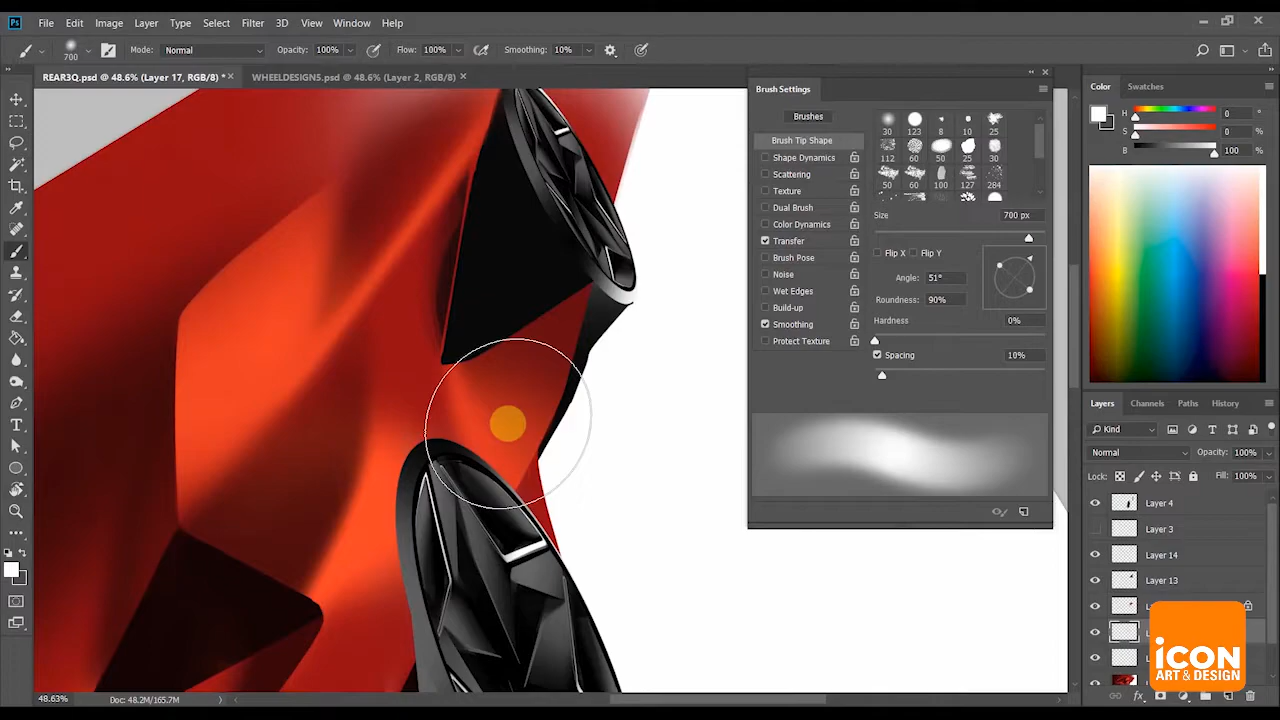 Ps File Edit Image Layer Type Select Filter 3D View Window Help
700 Mode: Normal Opacity: 100% Flow: 100% Smoothing: 10%
REAR3Q.psd @ 48.6% (Layer 17, RGB/8) * × WHEELDESIGN5.psd @ 48.6% (Layer 2, RGB/8) ×
Brush Settings
Brushes
Brush Tip Shape
Shape Dynamics
Scattering
Texture
Dual Brush
Color Dynamics
Transfer
Brush Pose
Noise
Wet Edges
Build-up
Smoothing
Protect Texture
30 123 8 10 25
112 60 50 25 30
50 60 100 127 284
Size 700 px
Flip X Flip Y
Angle: 51°
Roundness: 90%
Hardness 0%
Spacing 10%
Color Swatches
H 0 °
S 0 %
B 100 %
Layers Channels Paths History
Kind
Normal Opacity: 100%
Lock: Fill: 100%
Layer 4
Layer 3
Layer 14
Layer 13
fx
48.63% Doc: 48.2M/165.7M
iCON
ART & DESIGN